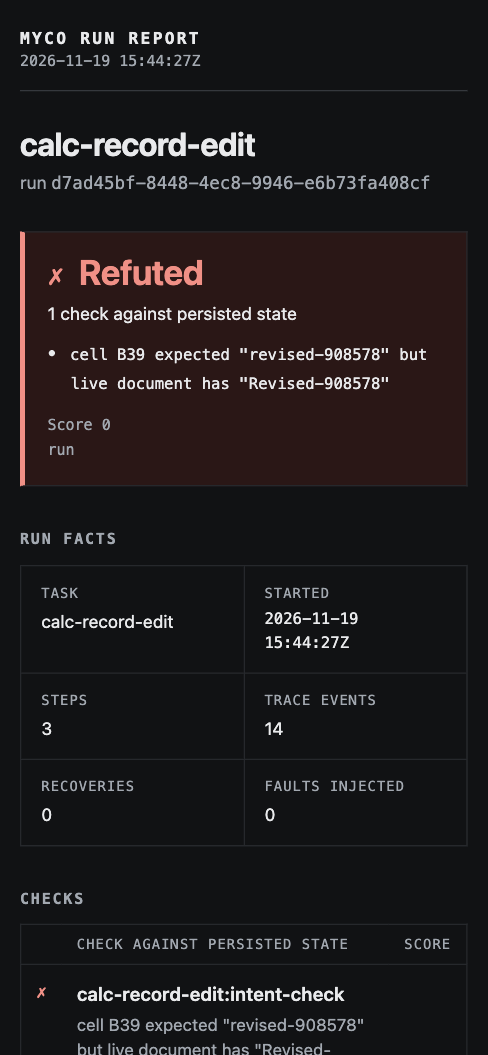 MYCO RUN REPORT
2026-11-19 15:44:27Z
calc-record-edit
run d7ad45bf-8448-4ec8-9946-e6b73fa408cf
✗ Refuted
1 check against persisted state
• cell B39 expected "revised-908578" but
live document has "Revised-908578"
Score 0
run
RUN FACTS
TASK
calc-record-edit
STARTED
2026-11-19
15:44:27Z
STEPS
3
TRACE EVENTS
14
RECOVERIES
0
FAULTS INJECTED
0
CHECKS
CHECK AGAINST PERSISTED STATE SCORE
✗ calc-record-edit:intent-check
cell B39 expected "revised-908578"
but live document has "Revised-